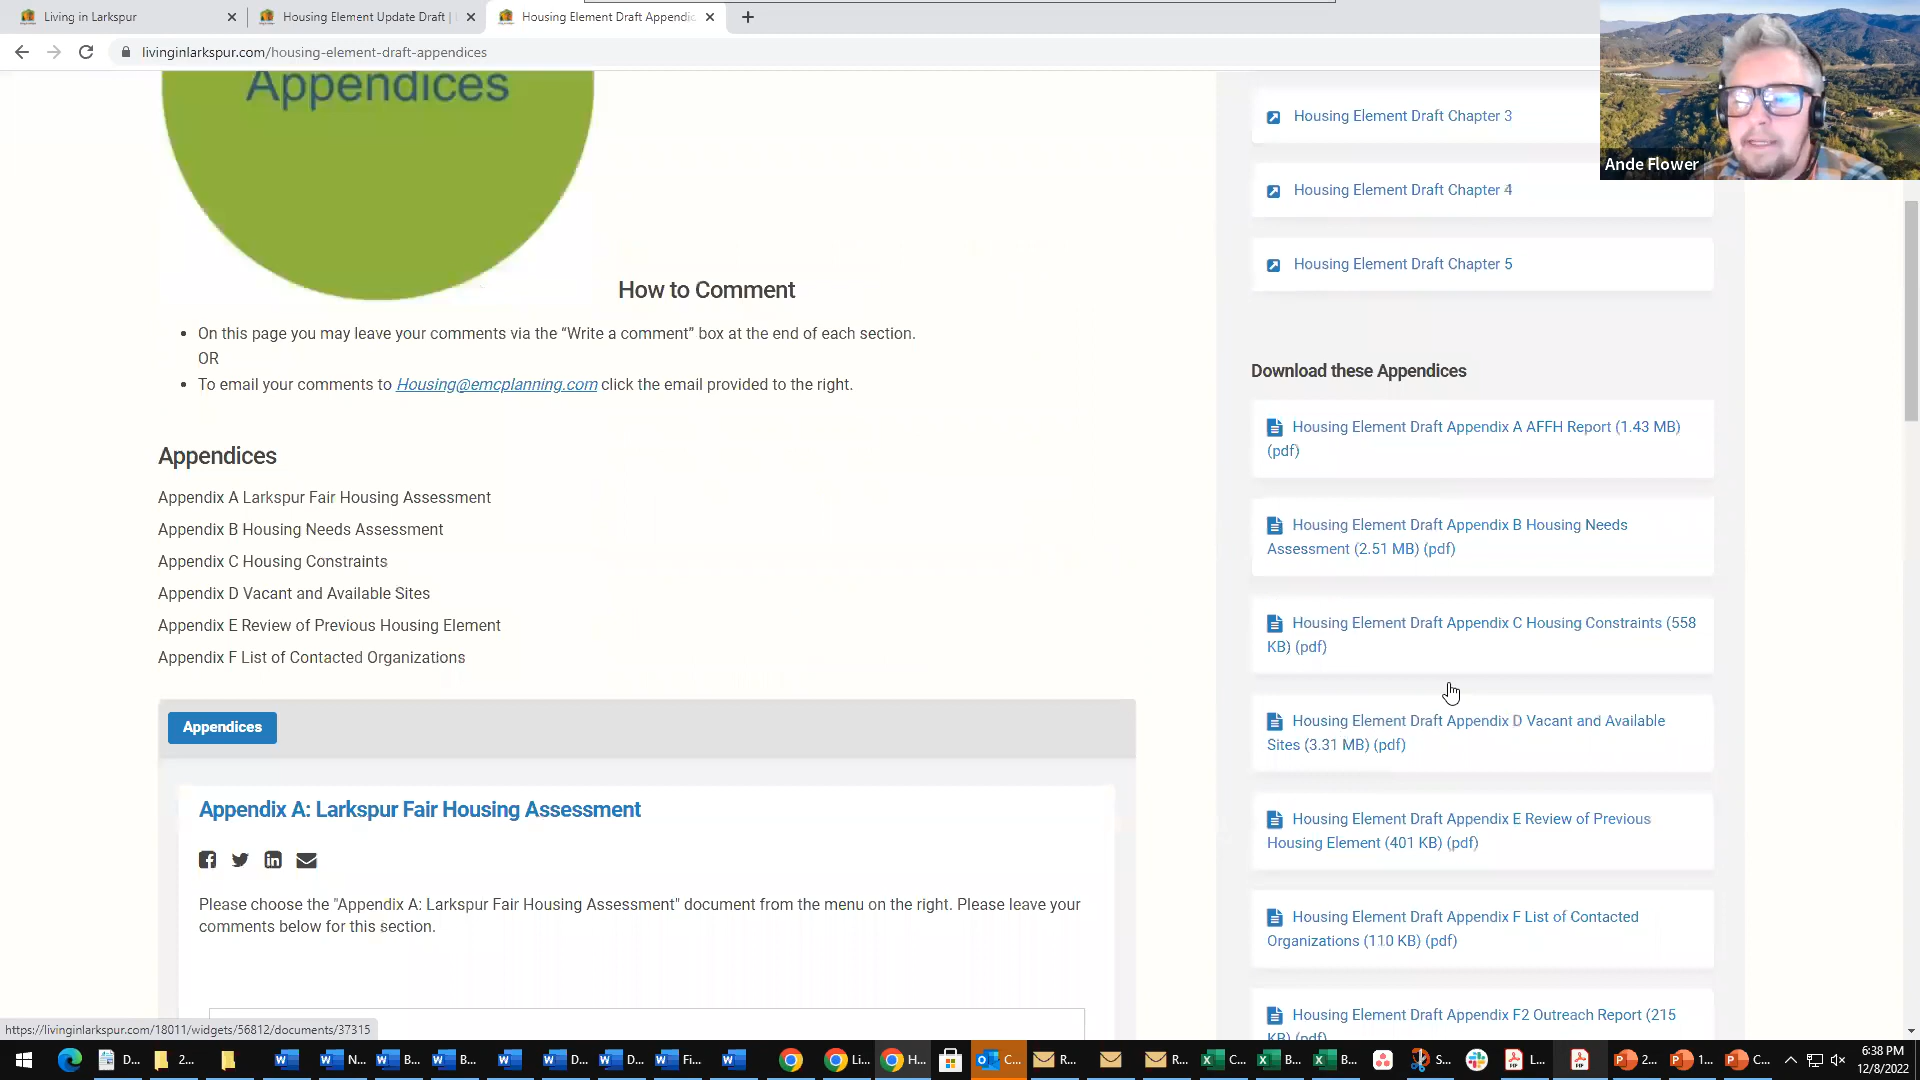 Living in Larkspur
Housing Element Update Draft |
Housing Element Draft Appendic
livinginlarkspur.com/housing-element-draft-appendices
Appendices
Housing Element Draft Chapter 3
Ande Flower
Housing Element Draft Chapter 4
Housing Element Draft Chapter 5
How to Comment
• On this page you may leave your comments via the “Write a comment” box at the end of each section.
OR
• To email your comments to Housing@emcplanning.com click the email provided to the right.
Appendices
Appendix A Larkspur Fair Housing Assessment
Appendix B Housing Needs Assessment
Appendix C Housing Constraints
Appendix D Vacant and Available Sites
Appendix E Review of Previous Housing Element
Appendix F List of Contacted Organizations
Download these Appendices
Housing Element Draft Appendix A AFFH Report (1.43 MB)
(pdf)
Housing Element Draft Appendix B Housing Needs
Assessment (2.51 MB) (pdf)
Housing Element Draft Appendix C Housing Constraints (558
KB) (pdf)
Housing Element Draft Appendix D Vacant and Available
Sites (3.31 MB) (pdf)
Housing Element Draft Appendix E Review of Previous
Housing Element (401 KB) (pdf)
Housing Element Draft Appendix F List of Contacted
Organizations (110 KB) (pdf)
Housing Element Draft Appendix F2 Outreach Report (215
KB) (pdf)
Appendices
Appendix A: Larkspur Fair Housing Assessment
Please choose the "Appendix A: Larkspur Fair Housing Assessment" document from the menu on the right. Please leave your
comments below for this section.
https://livinginlarkspur.com/18011/widgets/56812/documents/37315
D... 2... N... B... B... D... D... Fi... Li... H... C... R... R... C... B... B... S... L... 2... 1... C...
6:38 PM
12/8/2022